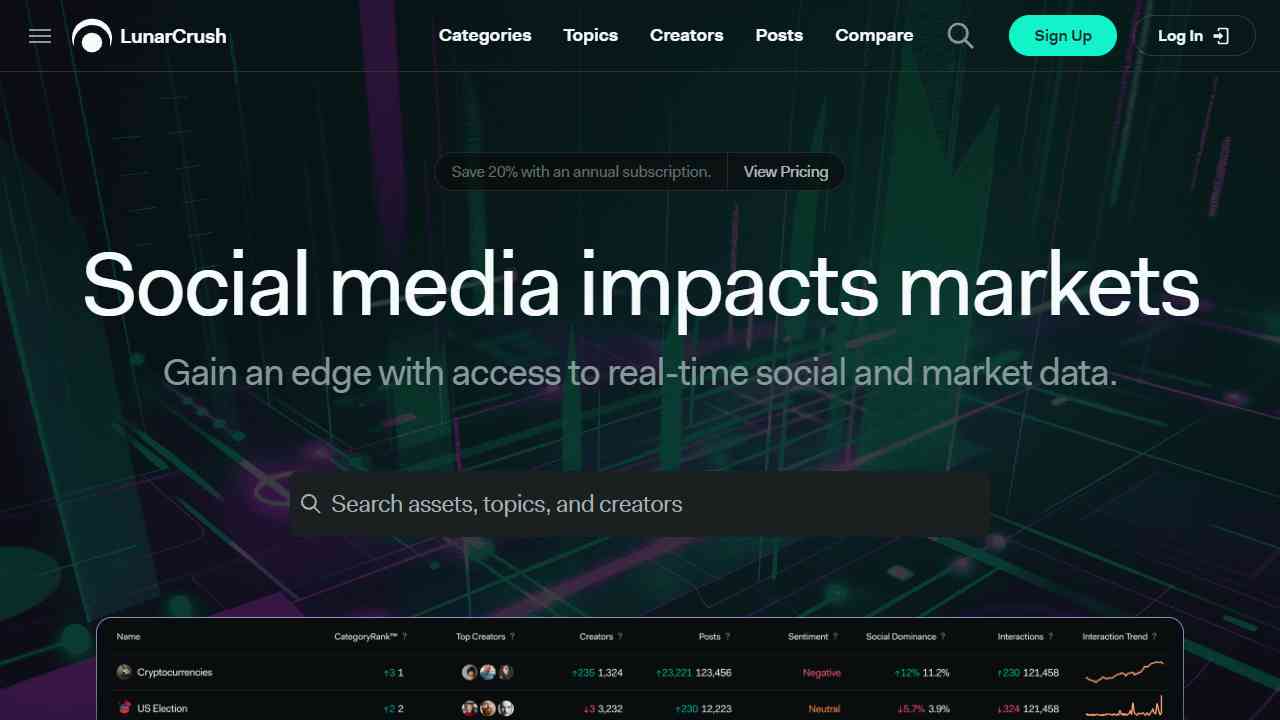 LunarCrush
Categories Topics Creators Posts Compare Sign Up Log In
Save 20% with an annual subscription. View Pricing
Social media impacts markets
Gain an edge with access to real-time social and market data.
Search assets, topics, and creators
Name CategoryRank™ ? Top Creators ? Creators ? Posts ? Sentiment ? Social Dominance ? Interactions ? Interaction Trend ?
Cryptocurrencies ↑3 1 ↑235 1,324 ↑23,221 123,456 Negative ↑12% 11.2% ↑230 121,458
US Election ↑2 2 ↓3 3,232 ↑230 12,223 Neutral ↓5.7% 3.9% ↓324 121,458